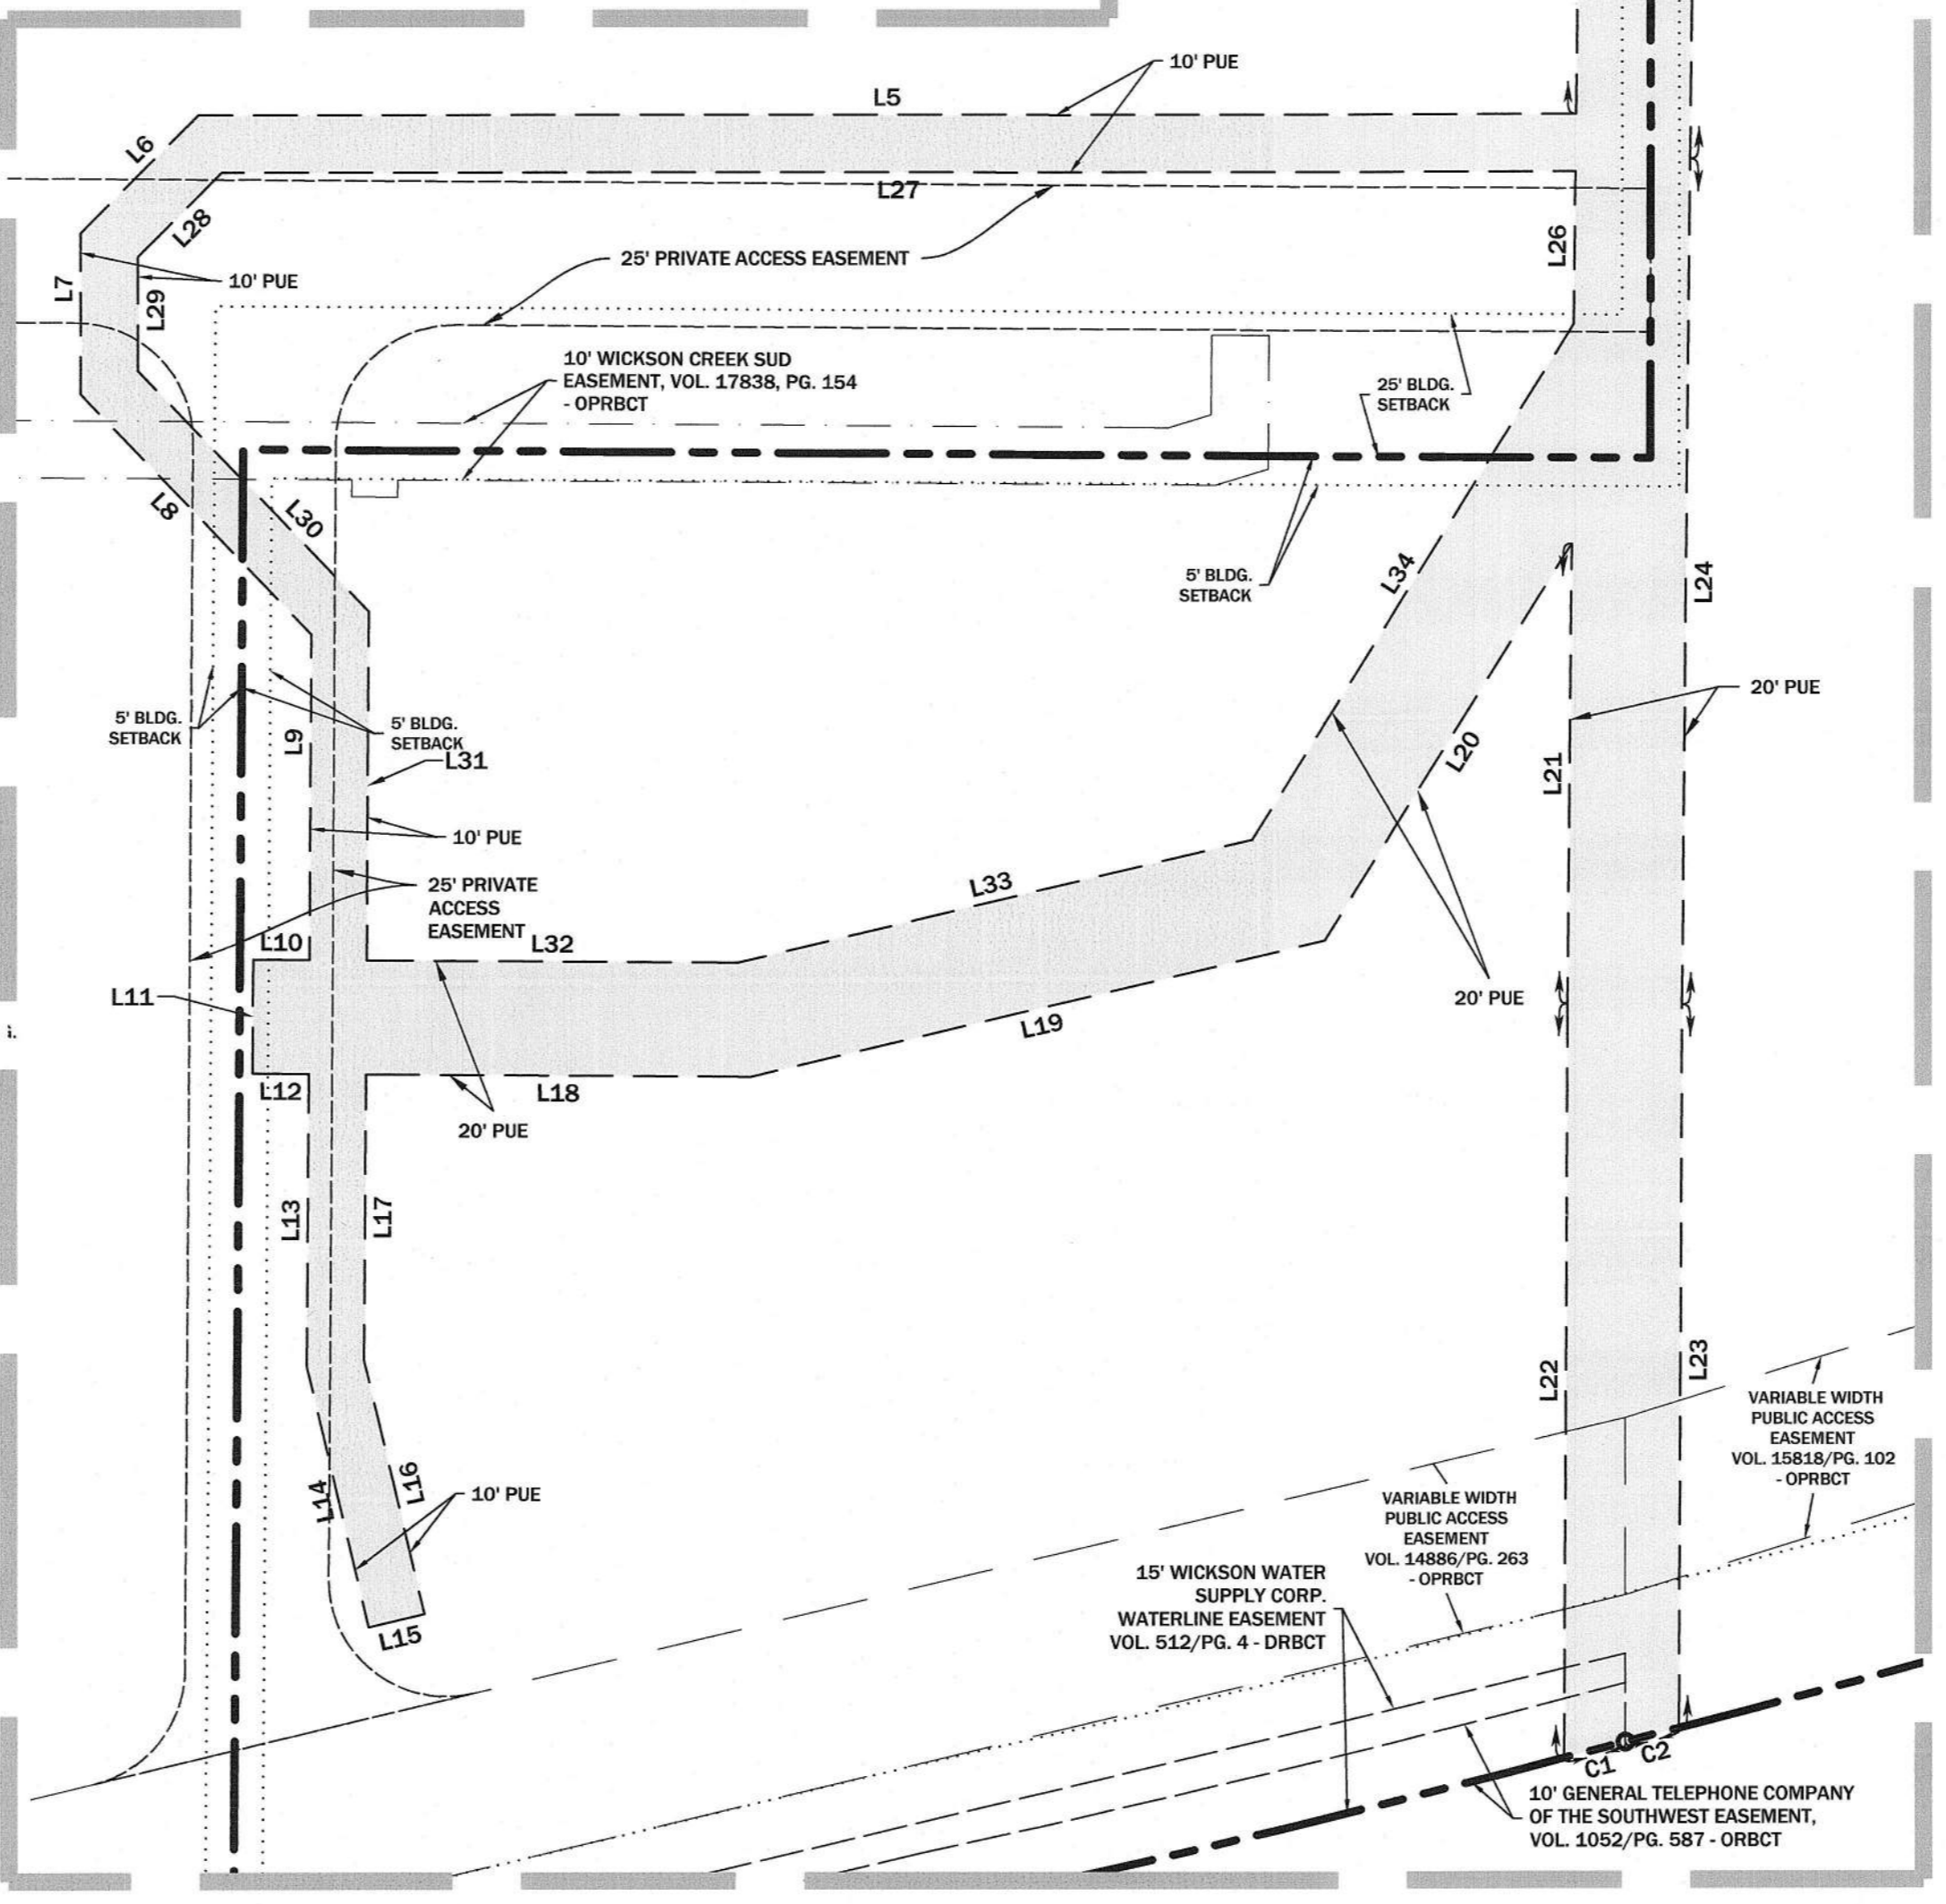 10' PUE
L5
L6
L27
L28
L26
25' PRIVATE ACCESS EASEMENT
10' PUE
L7
L29
10' WICKSON CREEK SUD
EASEMENT, VOL. 17838, PG. 154
- OPRBCT
25' BLDG.
SETBACK
L8
L30
5' BLDG.
SETBACK
L34
L24
20' PUE
5' BLDG.
SETBACK
L9
5' BLDG.
SETBACK
L31
L20
L21
10' PUE
25' PRIVATE
ACCESS
EASEMENT
L33
L10
L32
L11
20' PUE
L19
L12
L18
20' PUE
L13
L17
L22
L23
VARIABLE WIDTH
PUBLIC ACCESS
EASEMENT
VOL. 15818/PG. 102
- OPRBCT
L14
L16
10' PUE
VARIABLE WIDTH
PUBLIC ACCESS
EASEMENT
VOL. 14886/PG. 263
- OPRBCT
15' WICKSON WATER
SUPPLY CORP.
WATERLINE EASEMENT
VOL. 512/PG. 4 - DRBCT
L15
C1
C2
10' GENERAL TELEPHONE COMPANY
OF THE SOUTHWEST EASEMENT,
VOL. 1052/PG. 587 - ORBCT